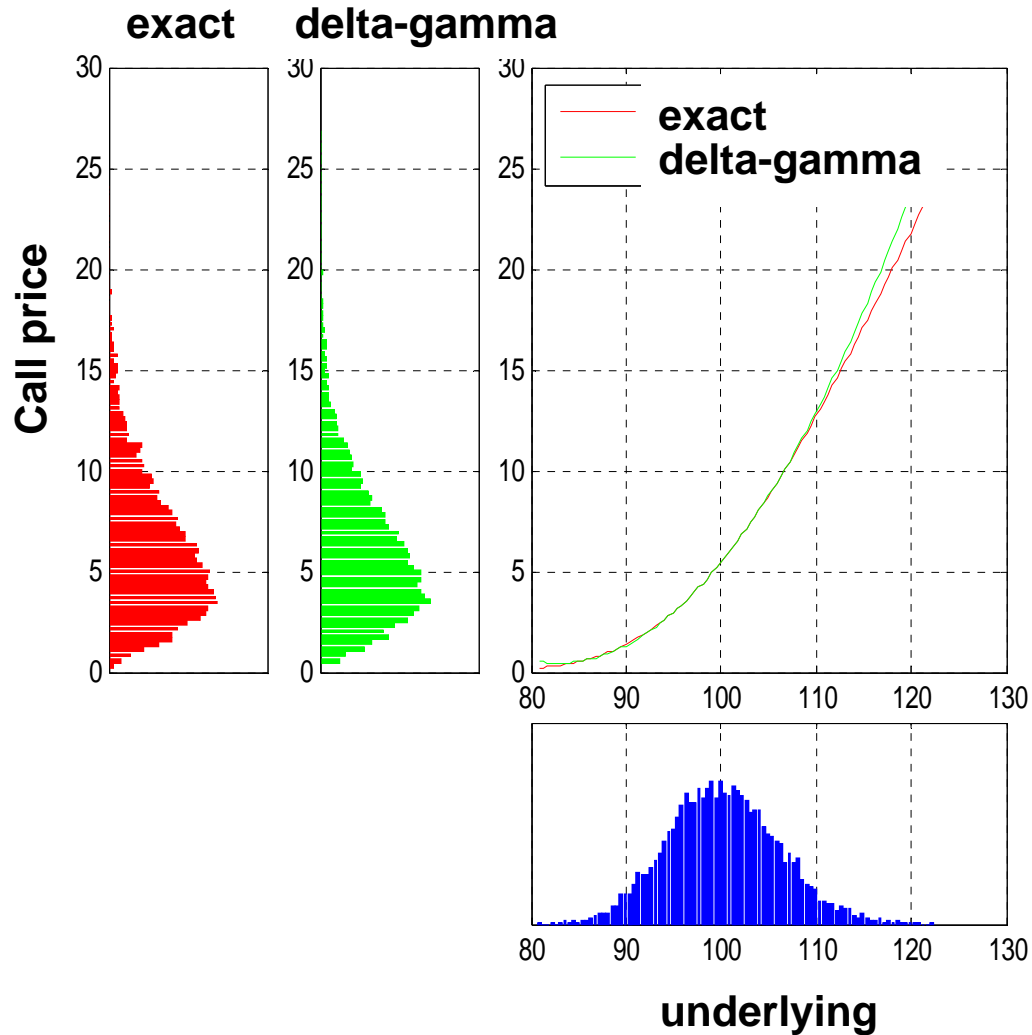 exact delta-gamma
30 30 30
exact
delta-gamma
25 25 25
20 20 20
15 15 15
10 10 10
5 5 5
0 0 0
Call price
80 90 100 110 120 130
80 90 100 110 120 130
underlying